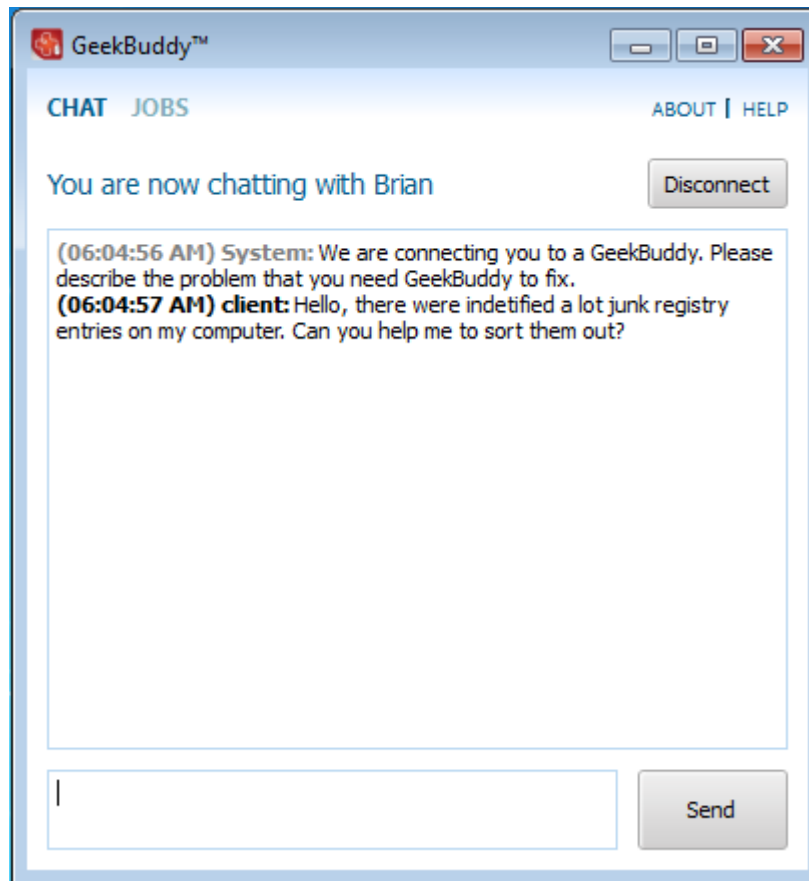 GeekBuddy™
CHAT JOBS ABOUT | HELP
You are now chatting with Brian Disconnect
(06:04:56 AM) System: We are connecting you to a GeekBuddy. Please
describe the problem that you need GeekBuddy to fix.
(06:04:57 AM) client: Hello, there were indetified a lot junk registry
entries on my computer. Can you help me to sort them out?
Send